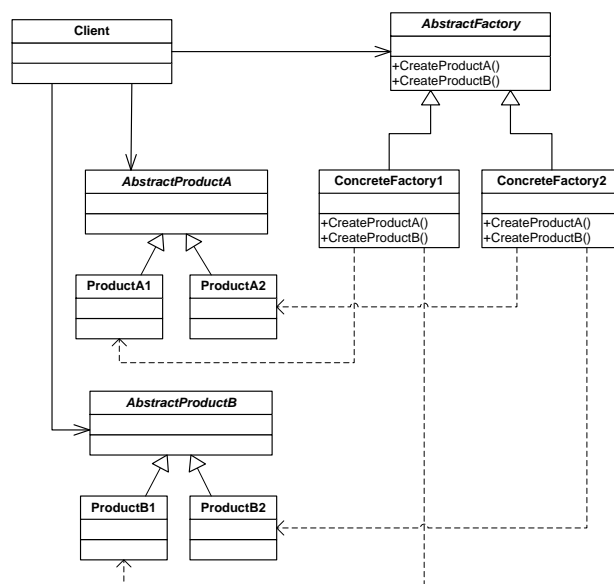 Client
AbstractFactory
+CreateProductA()
+CreateProductB()
AbstractProductA
ConcreteFactory1
+CreateProductA()
+CreateProductB()
ConcreteFactory2
+CreateProductA()
+CreateProductB()
ProductA1
ProductA2
AbstractProductB
ProductB1
ProductB2